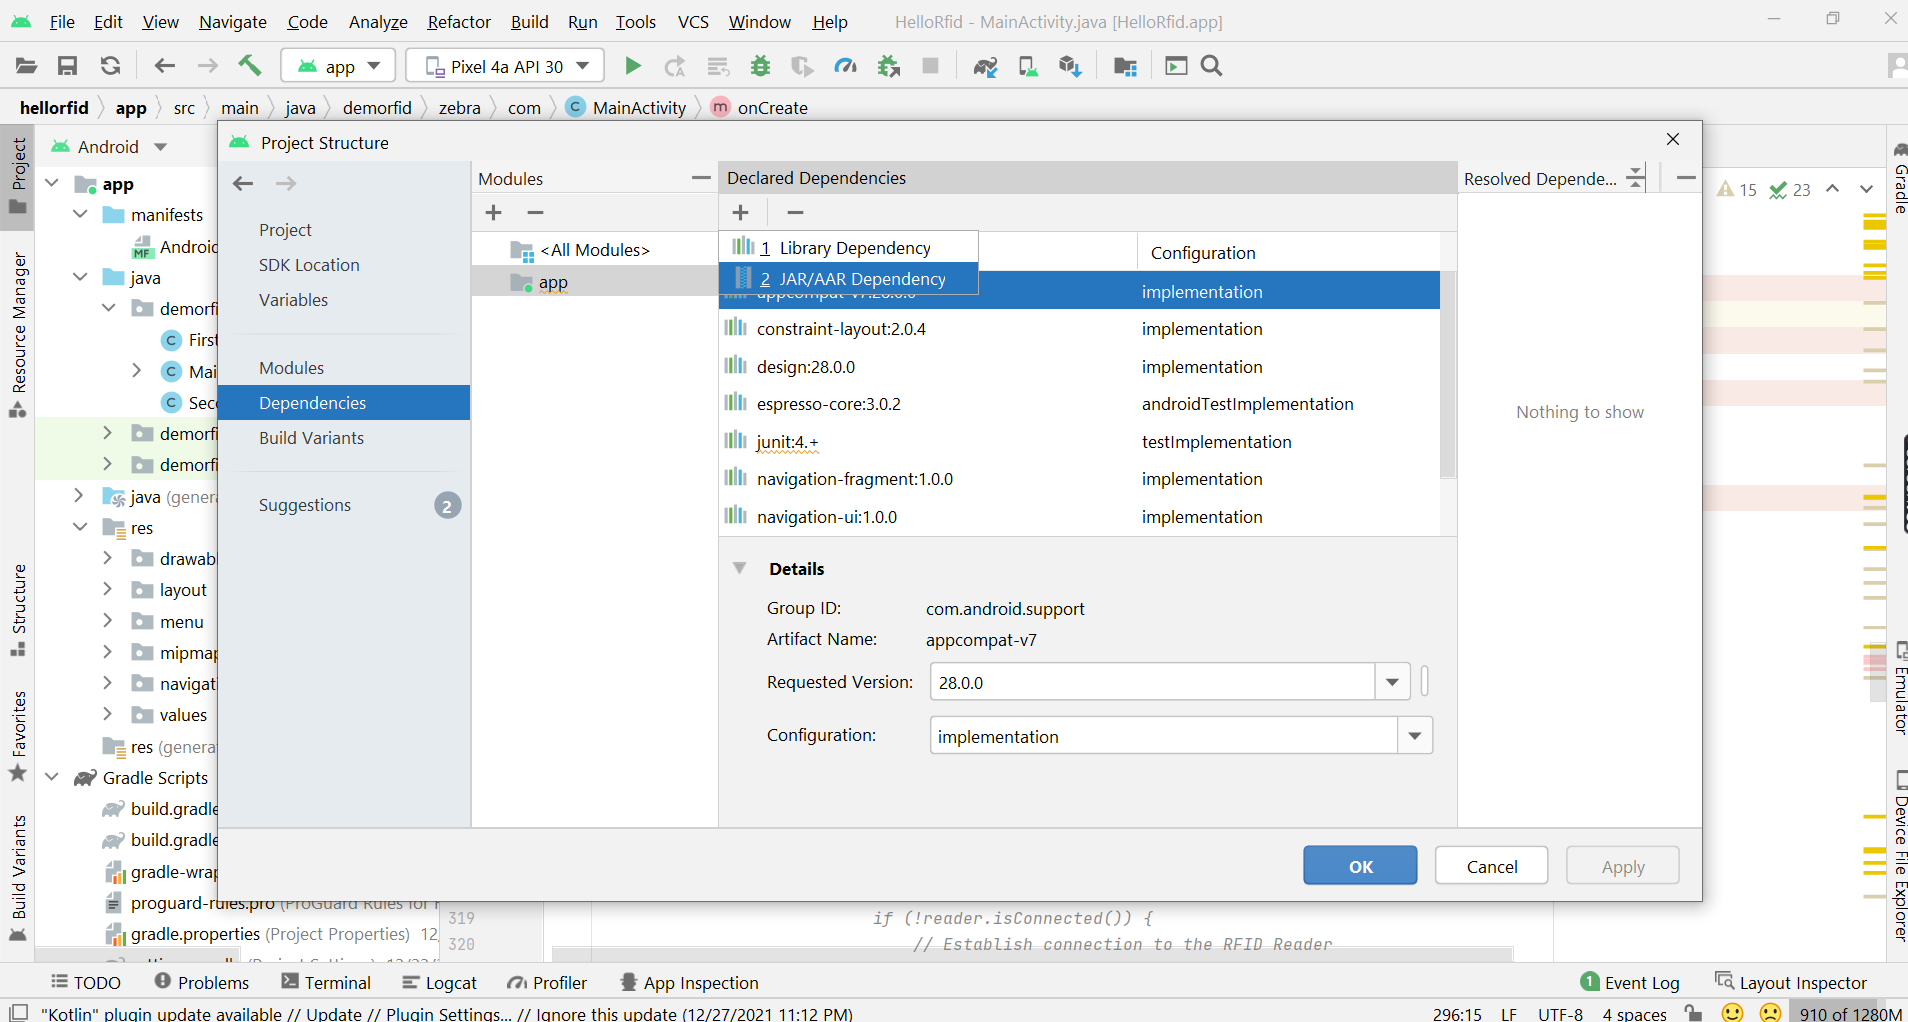 File Edit View Navigate Code Analyze Refactor Build Run Tools VCS Window Help HelloRfid - MainActivity.java [HelloRfid.app]
app Pixel 4a API 30
hellorfid app src main java demorfid zebra com C MainActivity m onCreate
Project
Resource Manager
Structure
Favorites
Build Variants
Android
app
manifests
MF Android
java
demorfi
C First
C Mai
C Seco
demorfi
demorfi
java (genera
res
drawab
layout
menu
mipmap
navigati
values
res (genera
Gradle Scripts
build.gradle
build.gradle
gradle-wrap
proguard-rules.pro (ProGuard Rules for
gradle.properties (Project Properties) 12,
Project Structure
Project
SDK Location
Variables
Modules
Dependencies
Build Variants
Suggestions 2
Modules
<All Modules>
app
Declared Dependencies
1 Library Dependency
2 JAR/AAR Dependency
Configuration
appcompat-v7:28.0.0 implementation
constraint-layout:2.0.4 implementation
design:28.0.0 implementation
espresso-core:3.0.2 androidTestImplementation
junit:4.+ testImplementation
navigation-fragment:1.0.0 implementation
navigation-ui:1.0.0 implementation
Details
Group ID: com.android.support
Artifact Name: appcompat-v7
Requested Version: 28.0.0
Configuration: implementation
Resolved Depende...
Nothing to show
OK Cancel Apply
15 23
Gradle
Emulator
Device File Explorer
319 if (!reader.isConnected()) {
320 // Establish connection to the RFID Reader
TODO Problems Terminal Logcat Profiler App Inspection 1 Event Log Layout Inspector
"Kotlin" plugin update available // Update // Plugin Settings... // Ignore this update (12/27/2021 11:12 PM) 296:15 LF UTF-8 4 spaces 910 of 1280M